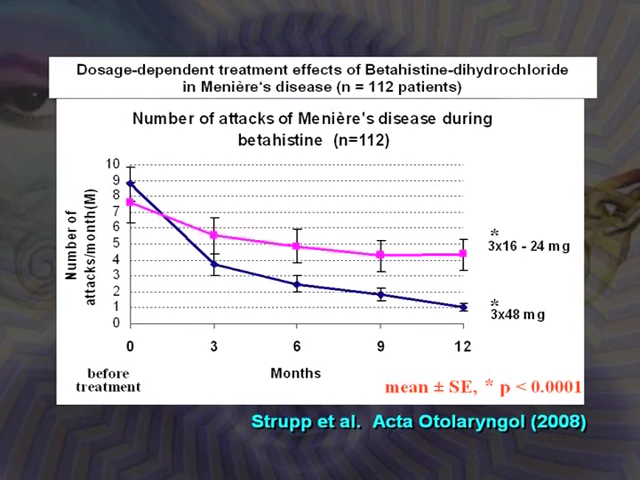 Dosage-dependent treatment effects of Betahistine-dihydrochloride
in Menière‘s disease (n = 112 patients)
Number of attacks of Menière's disease during
betahistine (n=112)
Number of
attacks/month(M)
10
9
8
7
6
5
4
3
2
1
0
*
3x16 - 24 mg
*
3x48 mg
0 3 6 9 12
before
treatment
Months
mean ± SE, * p < 0.0001
Strupp et al. Acta Otolaryngol (2008)